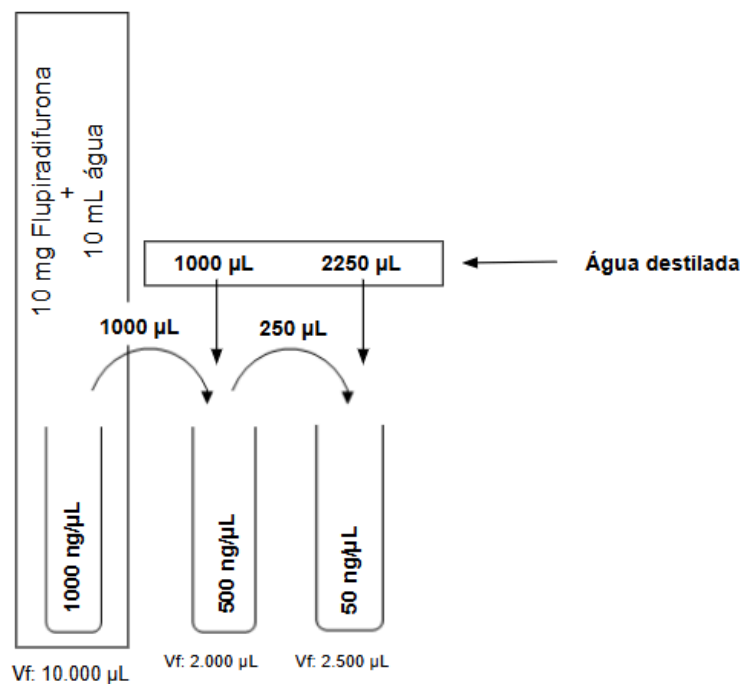 10 mg Flupiradifurona
+
10 mL água
1000 µL
2250 µL
Água destilada
1000 µL
250 µL
1000 ng/µL
500 ng/µL
50 ng/µL
Vf: 10.000 µL
Vf: 2.000 µL
Vf: 2.500 µL